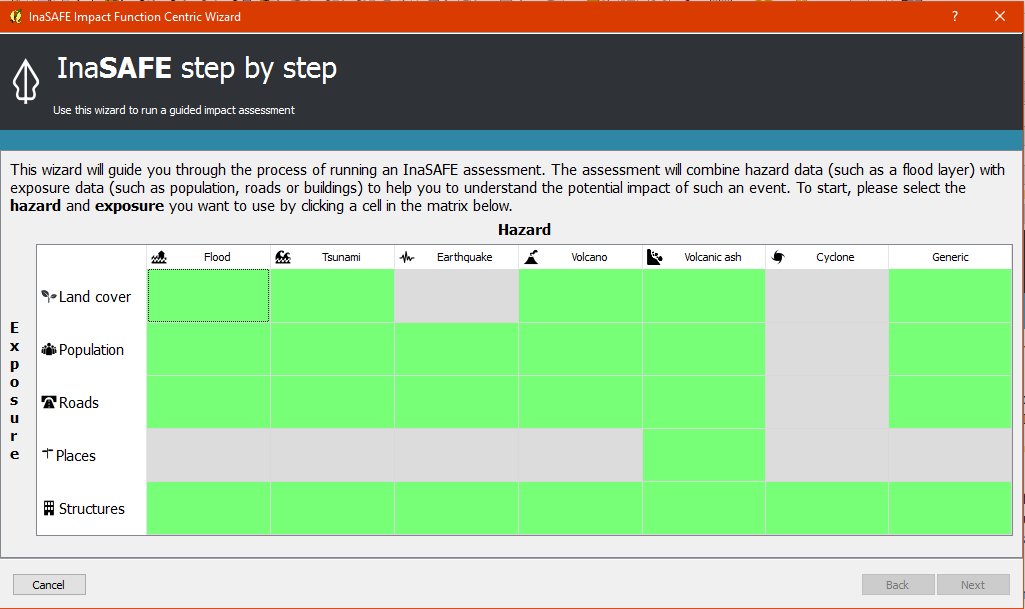 InaSAFE Impact Function Centric Wizard
?
InaSAFE step by step
Use this wizard to run a guided impact assessment
This wizard will guide you through the process of running an InaSAFE assessment. The assessment will combine hazard data (such as a flood layer) with
exposure data (such as population, roads or buildings) to help you to understand the potential impact of such an event. To start, please select the
hazard and exposure you want to use by clicking a cell in the matrix below.
Hazard
Flood Tsunami Earthquake Volcano Volcanic ash Cyclone Generic
Exposure
Land cover
Population
Roads
Places
Structures
Cancel Back Next